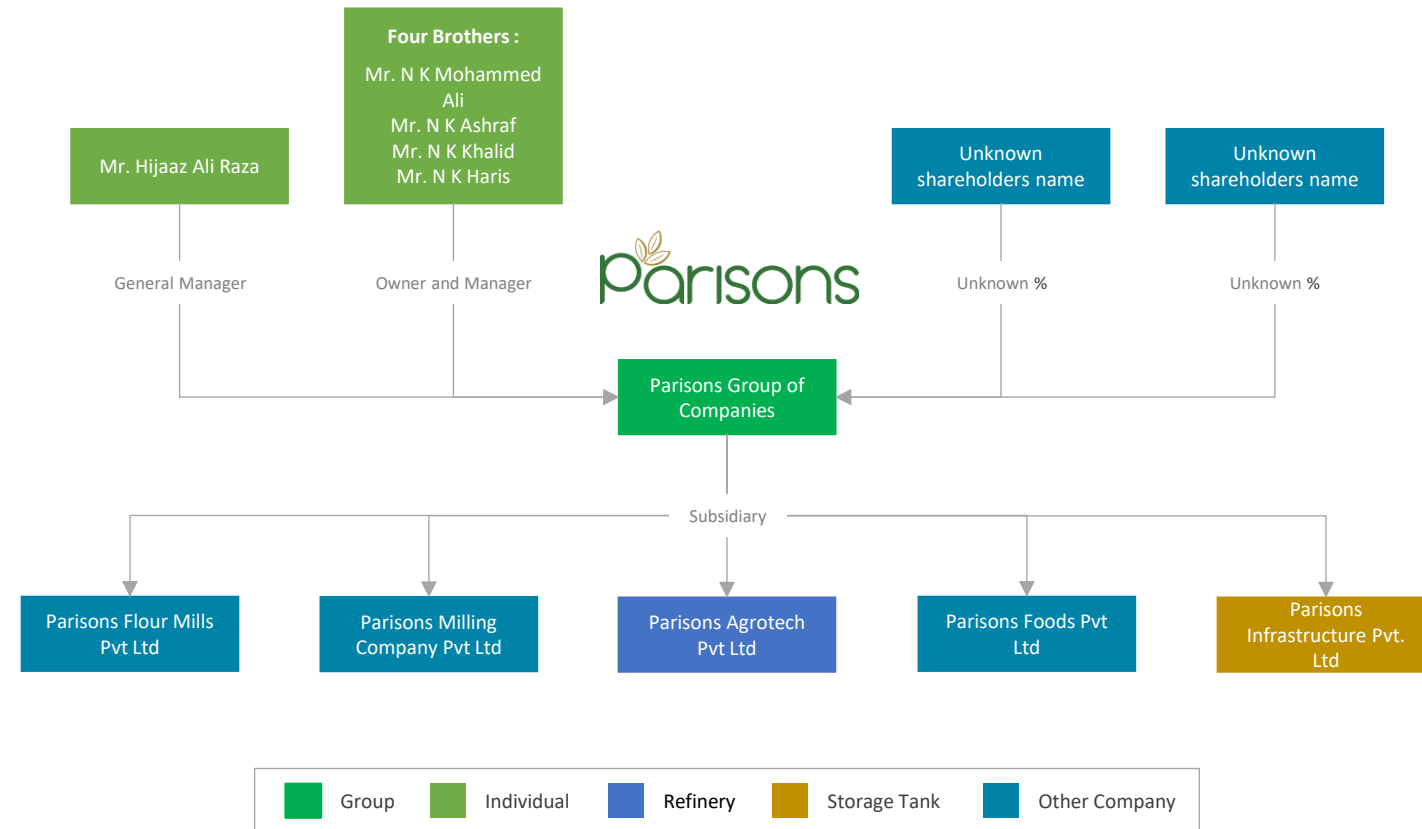 Four Brothers :
Mr. N K Mohammed
Ali
Mr. N K Ashraf
Mr. N K Khalid
Mr. N K Haris
Mr. Hijaaz Ali Raza
Unknown
shareholders name
Unknown
shareholders name
General Manager
Owner and Manager
Parisons
Unknown %
Unknown %
Parisons Group of
Companies
Subsidiary
Parisons Flour Mills
Pvt Ltd
Parisons Milling
Company Pvt Ltd
Parisons Agrotech
Pvt Ltd
Parisons Foods Pvt
Ltd
Parisons
Infrastructure Pvt.
Ltd
Group
Individual
Refinery
Storage Tank
Other Company